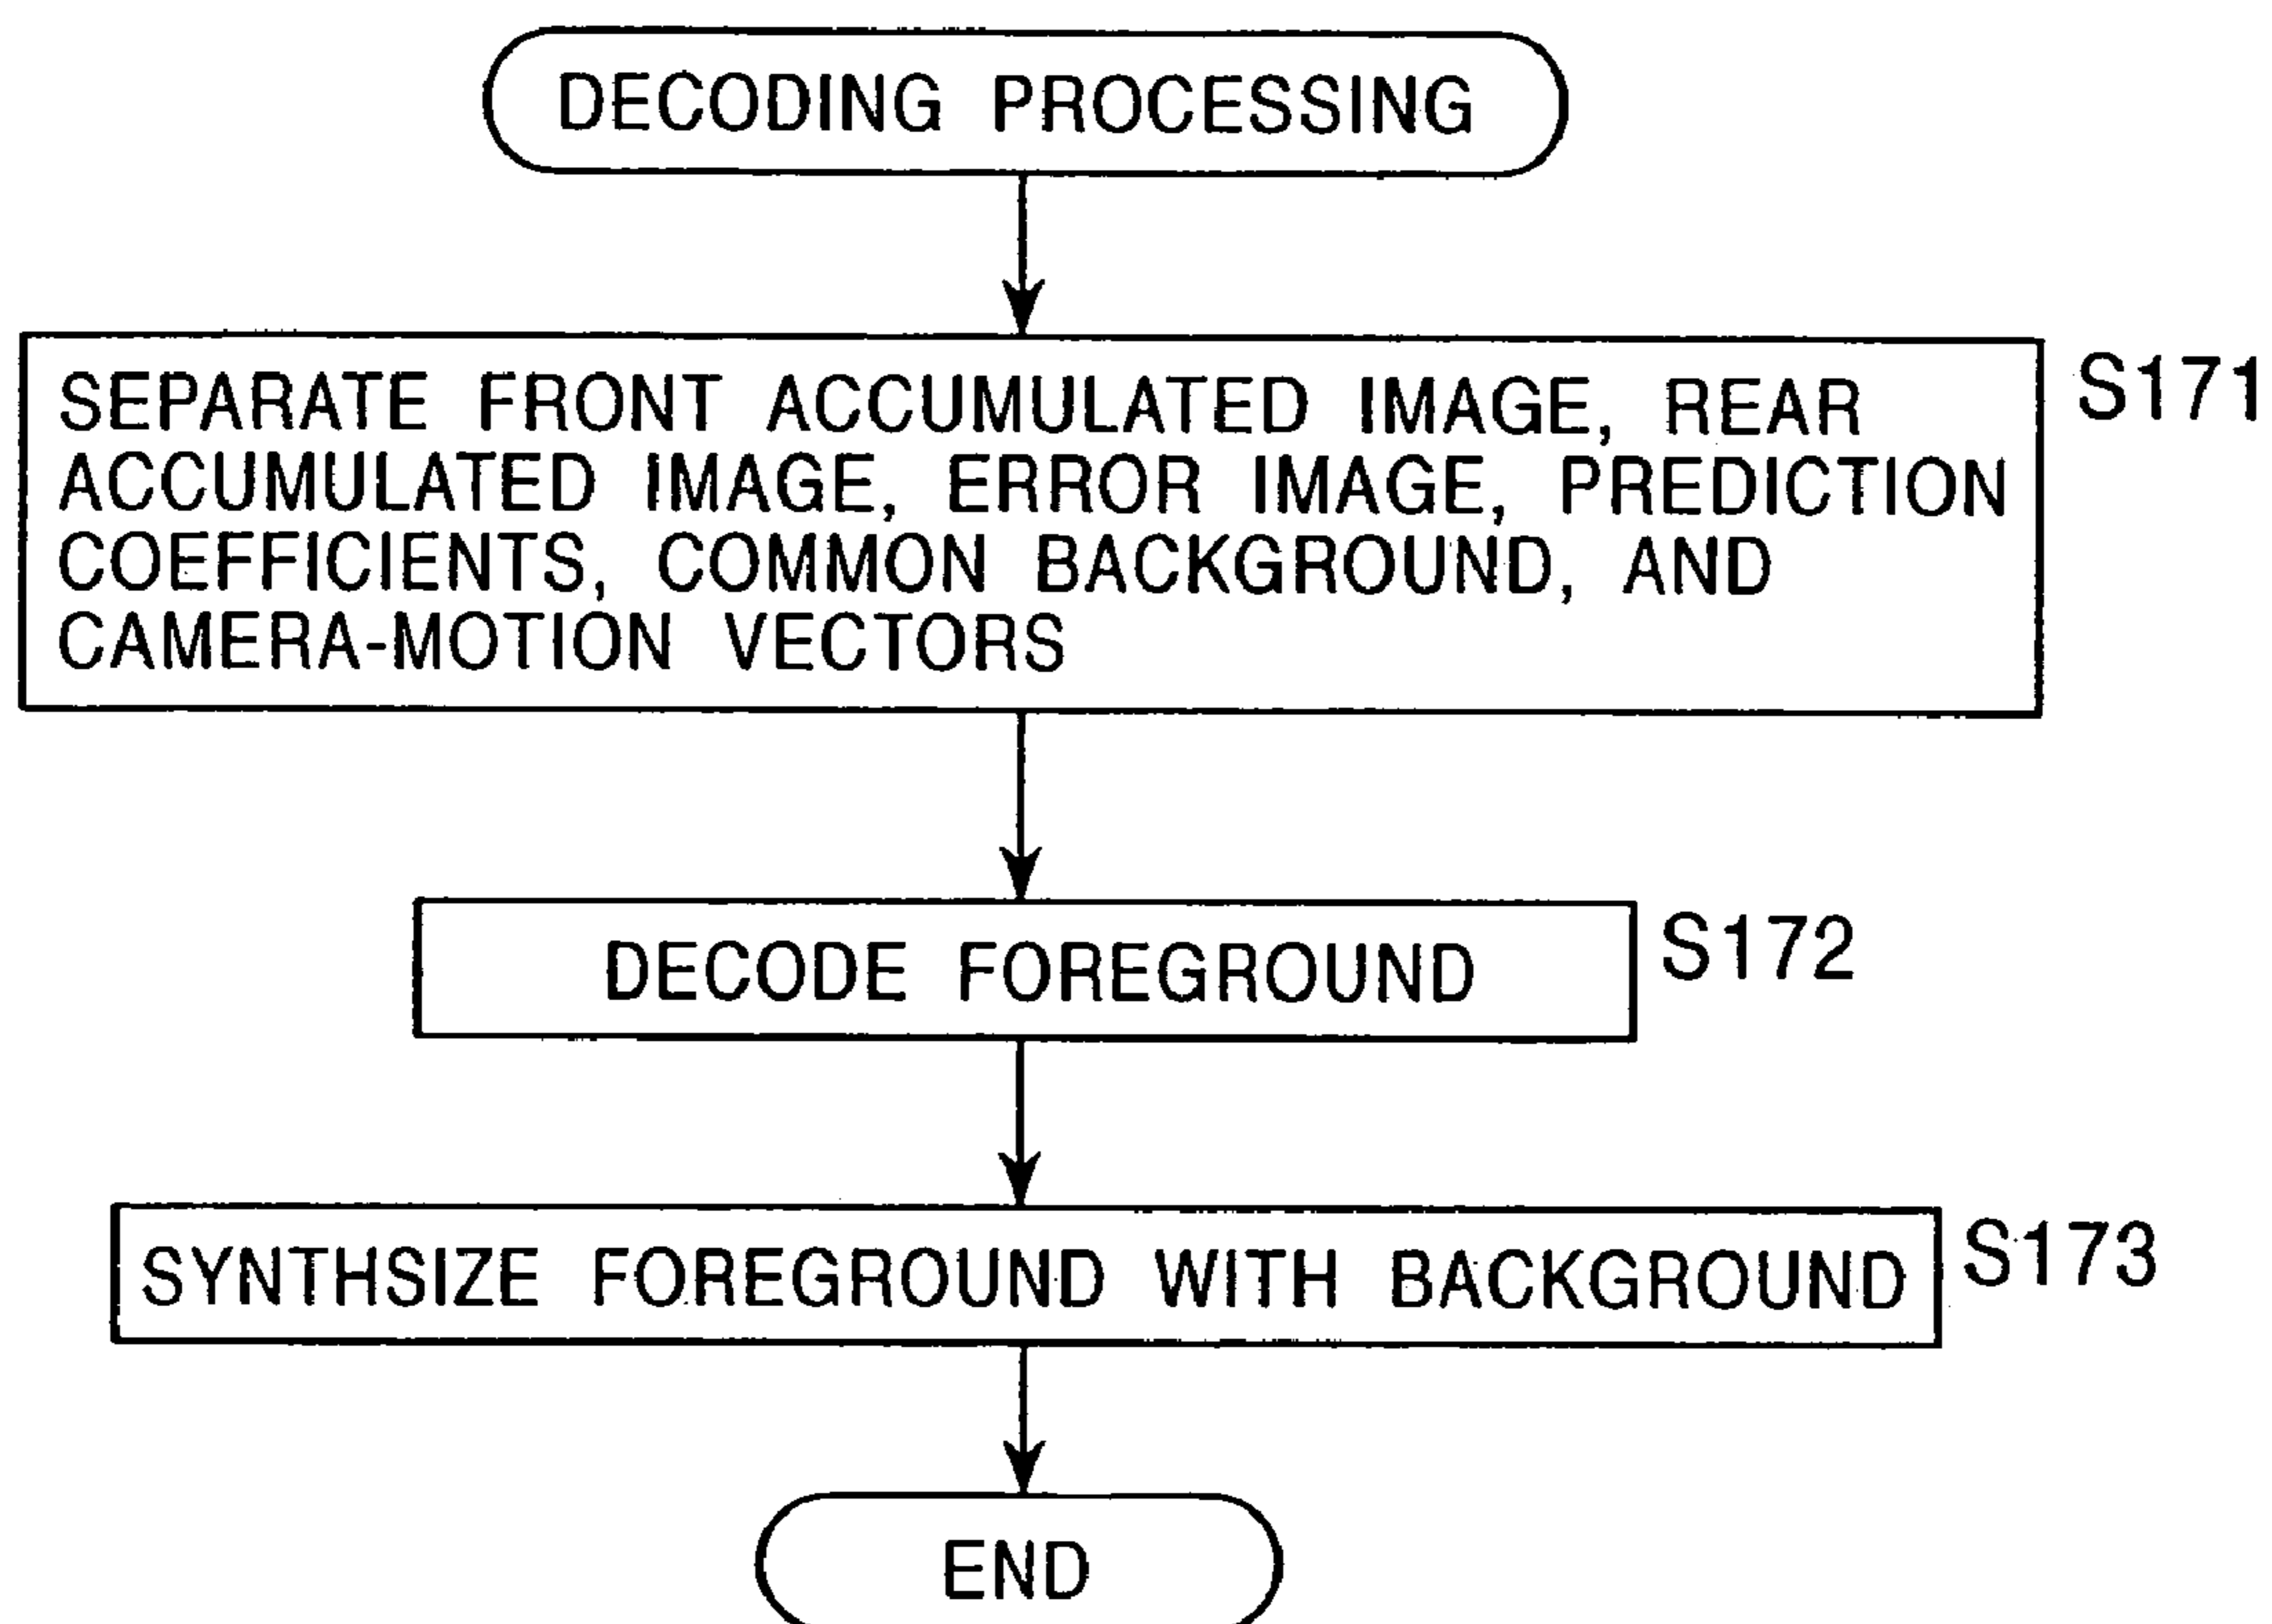 DECODING PROCESSING
SEPARATE FRONT ACCUMULATED IMAGE, REAR
ACCUMULATED IMAGE, ERROR IMAGE, PREDICTION
COEFFICIENTS, COMMON BACKGROUND, AND
CAMERA-MOTION VECTORS
S171
DECODE FOREGROUND
S172
SYNTHSIZE FOREGROUND WITH BACKGROUND
S173
END